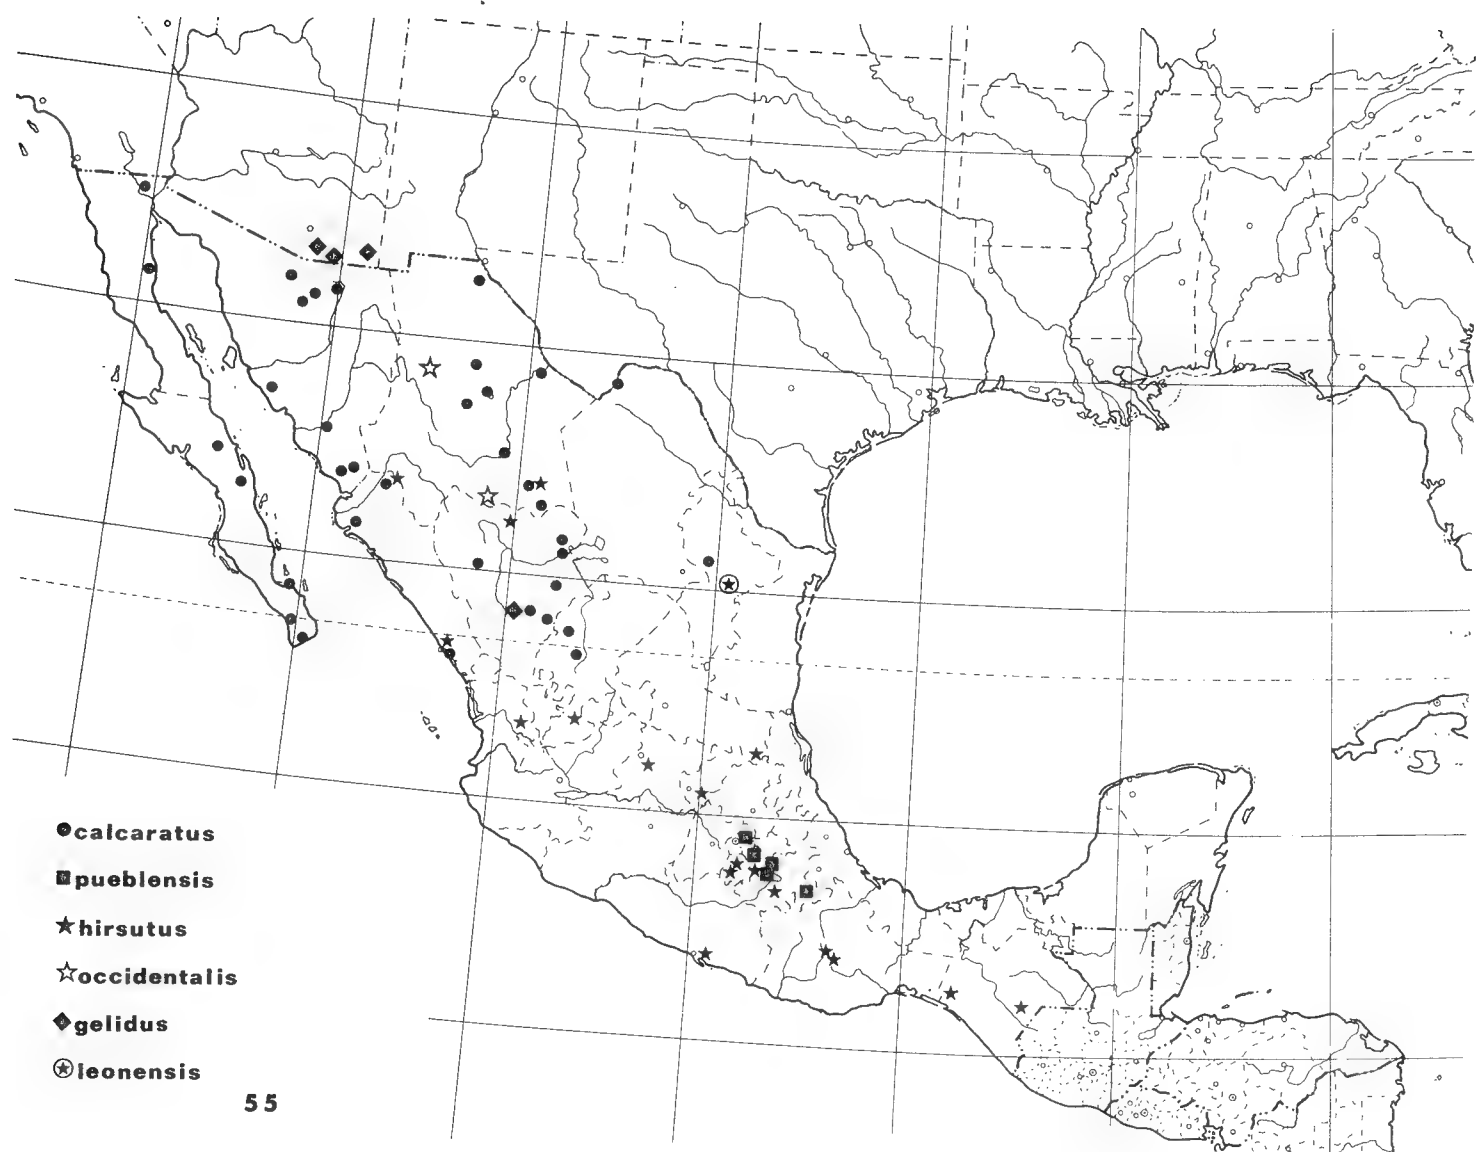 calcaratus
pueblensis
hirsutus
occidentalis
gelidus
leonensis
55